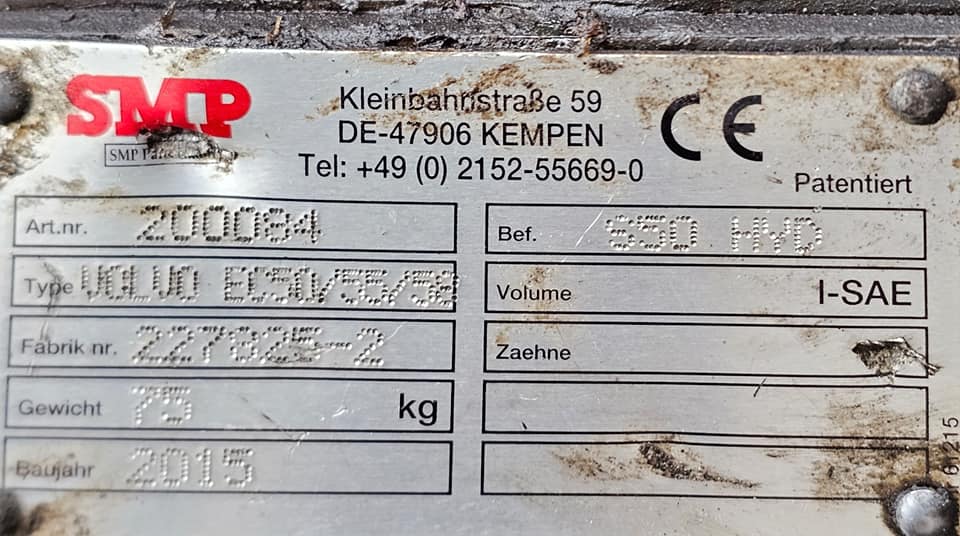 SMP
SMP
Kleinbahnstraße 59
DE-47906 KEMPEN
Tel: +49 (0) 2152-55669-0
CE
Patentiert
Art.nr. 200084
Bef. S50 HYD
Type VOLVO EC50/55/58
Volume I-SAE
Fabrik nr. 227825-2
Zaehne
Gewicht 75 kg
Baujahr 2015